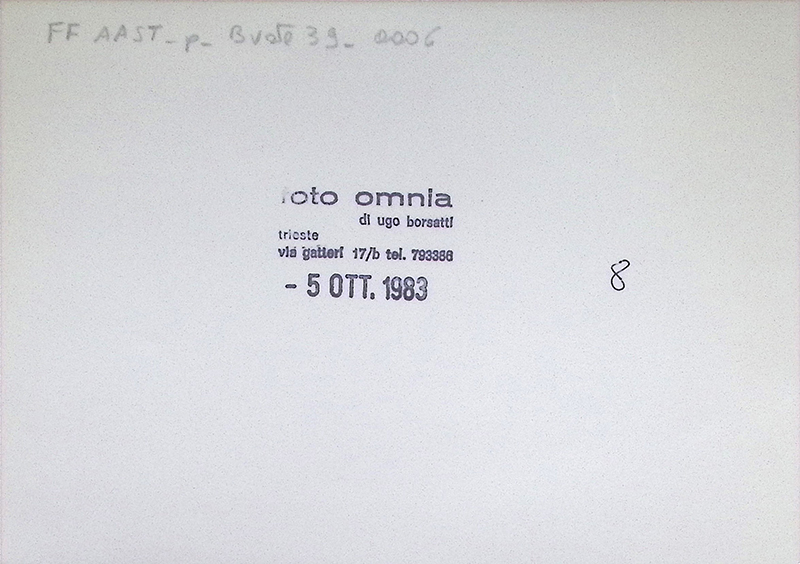 FF AAST_p_ Buste 39_ 0006
foto omnia
di ugo borsatti
trieste
via gatteri 17/b tel. 793386
- 5 OTT. 1983
8